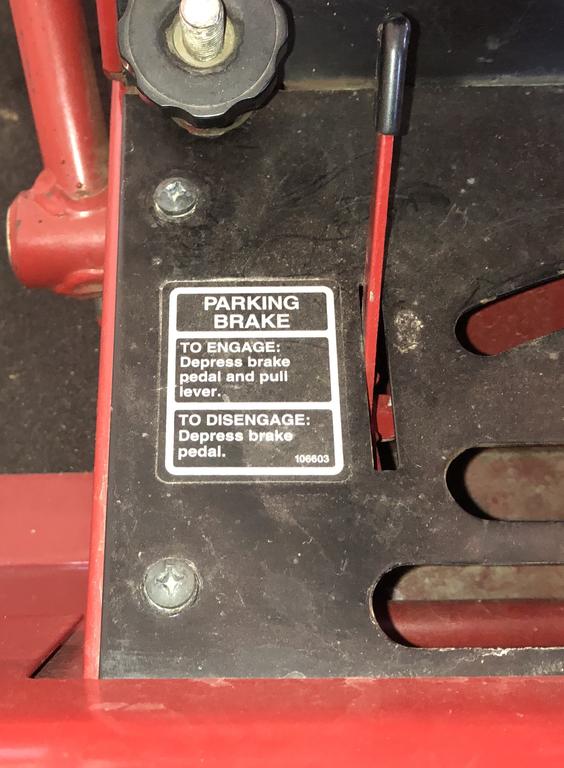 PARKING
BRAKE
TO ENGAGE:
Depress brake
pedal and pull
lever.
TO DISENGAGE:
Depress brake
pedal.
106603